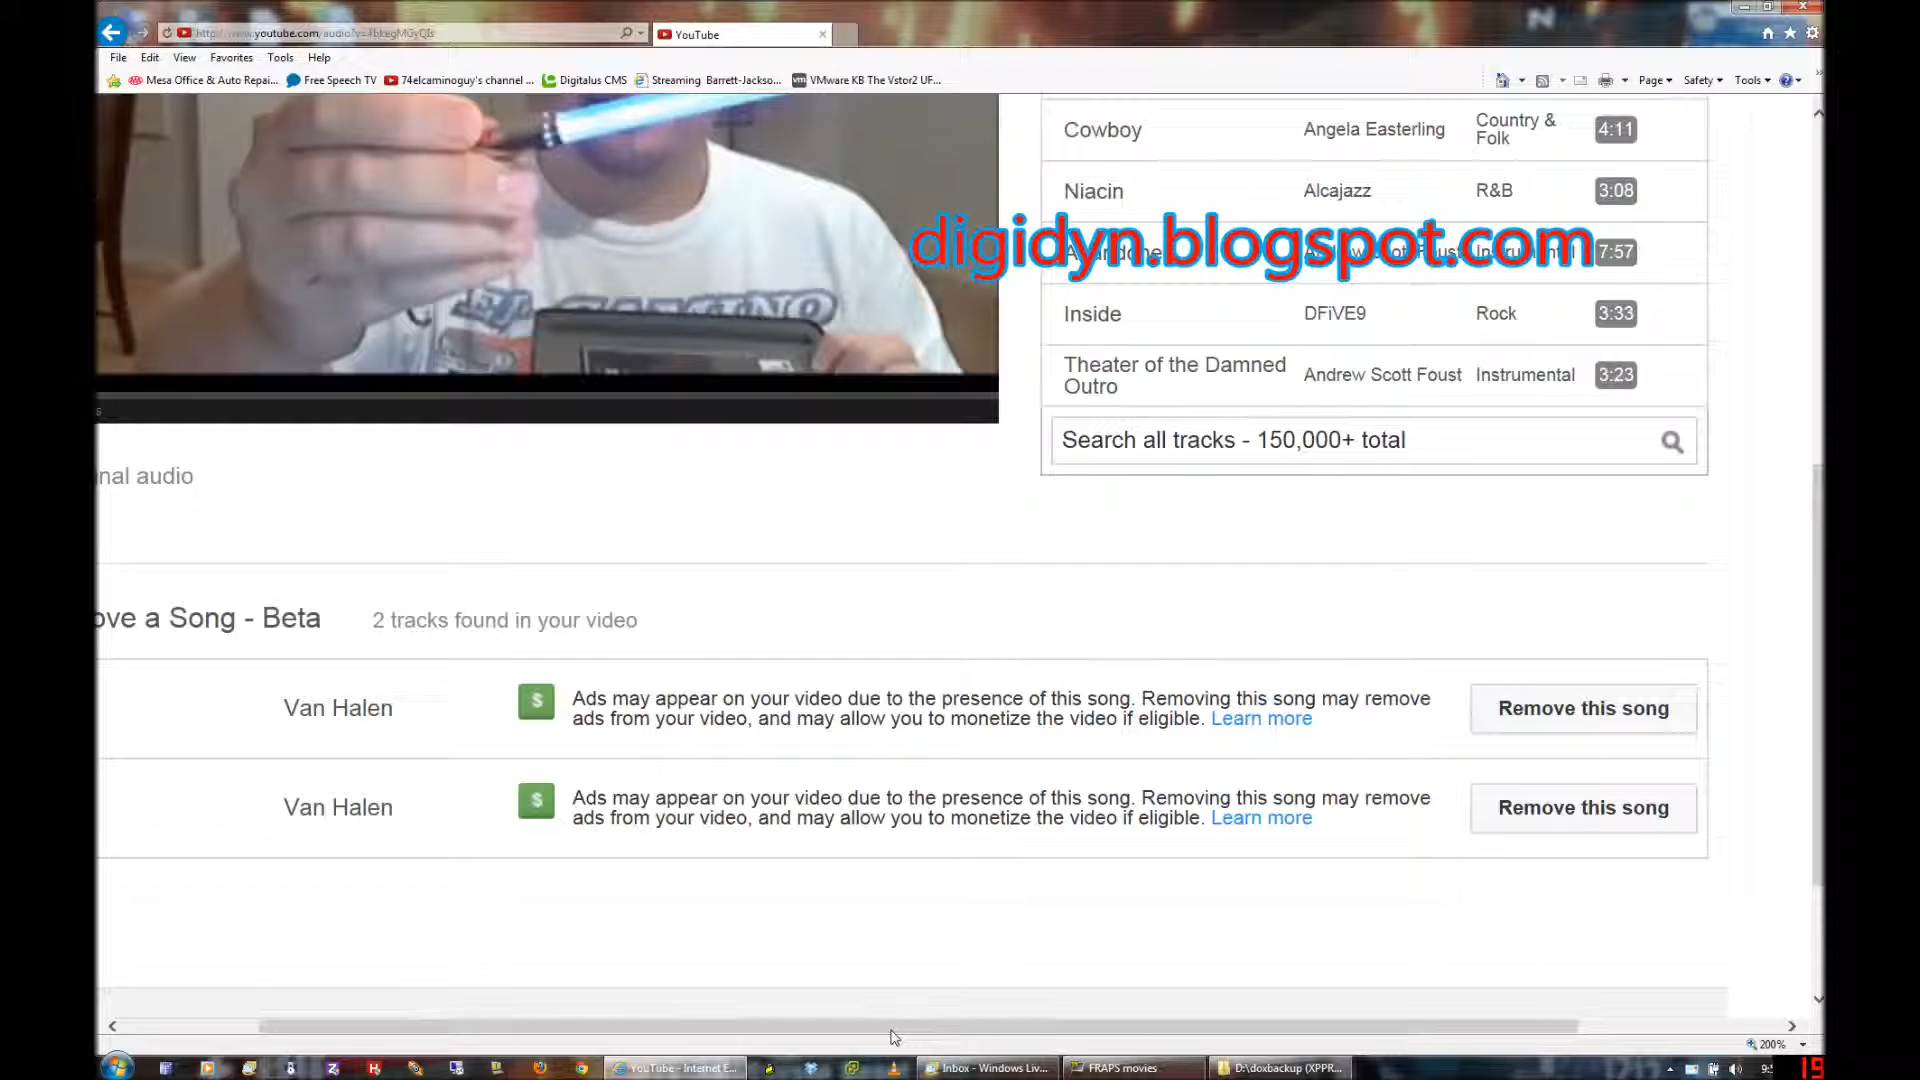 http://www.youtube.com/audio?v=
YouTube
File Edit View Favorites Tools Help
Mesa Office & Auto Repai... Free Speech TV 74elcaminoguy's channel ... Digitalus CMS Streaming Barrett-Jackso... VMware KB The Vstor2 UF...
Page Safety Tools
Cowboy Angela Easterling Country & Folk 4:11
Niacin Alcajazz R&B 3:08
digidyn.blogspot.com
7:57
Inside DFiVE9 Rock 3:33
Theater of the Damned Outro Andrew Scott Foust Instrumental 3:23
Search all tracks - 150,000+ total
nal audio
ove a Song - Beta 2 tracks found in your video
Van Halen
$
Ads may appear on your video due to the presence of this song. Removing this song may remove
ads from your video, and may allow you to monetize the video if eligible. Learn more
Remove this song
Van Halen
$
Ads may appear on your video due to the presence of this song. Removing this song may remove
ads from your video, and may allow you to monetize the video if eligible. Learn more
Remove this song
200%
YouTube - Internet E... Inbox - Windows Liv... FRAPS movies D:\doxbackup (XPPR...
19